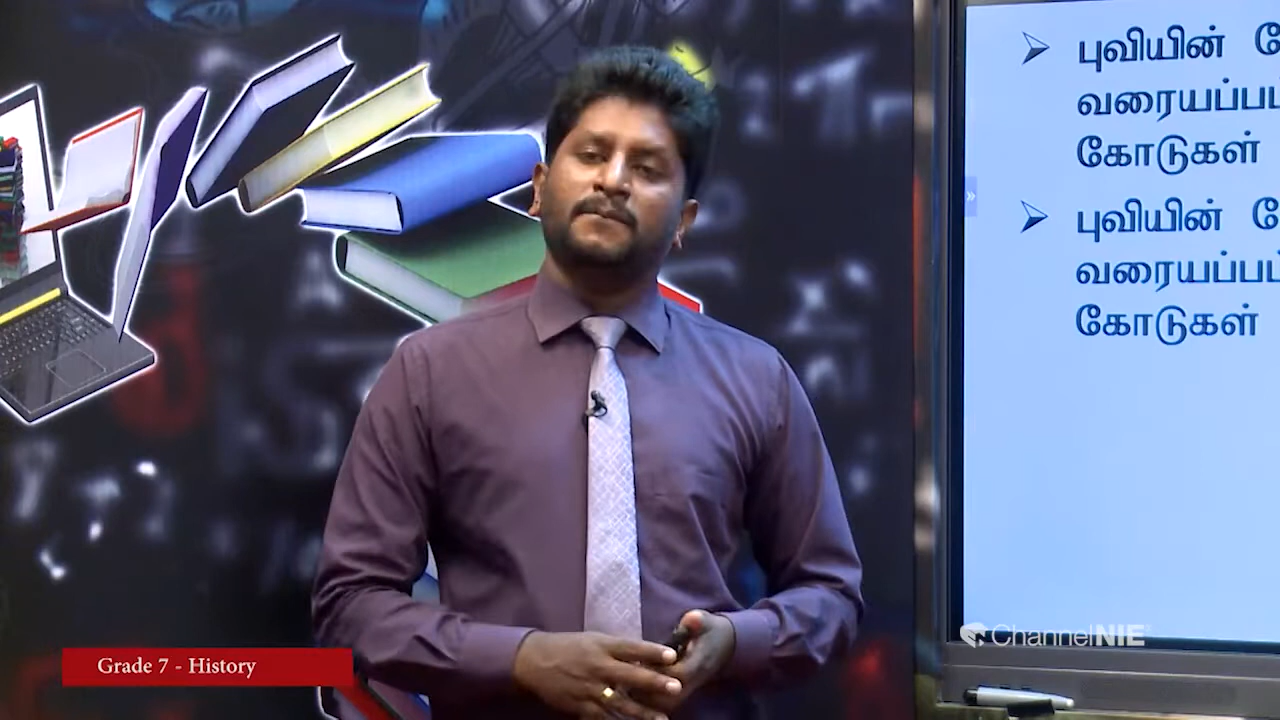 புவியின்
வரையப்பட
கோடுகள்
புவியின்
வரையப்பட
கோடுகள்
ChannelNIE
Grade 7 - History